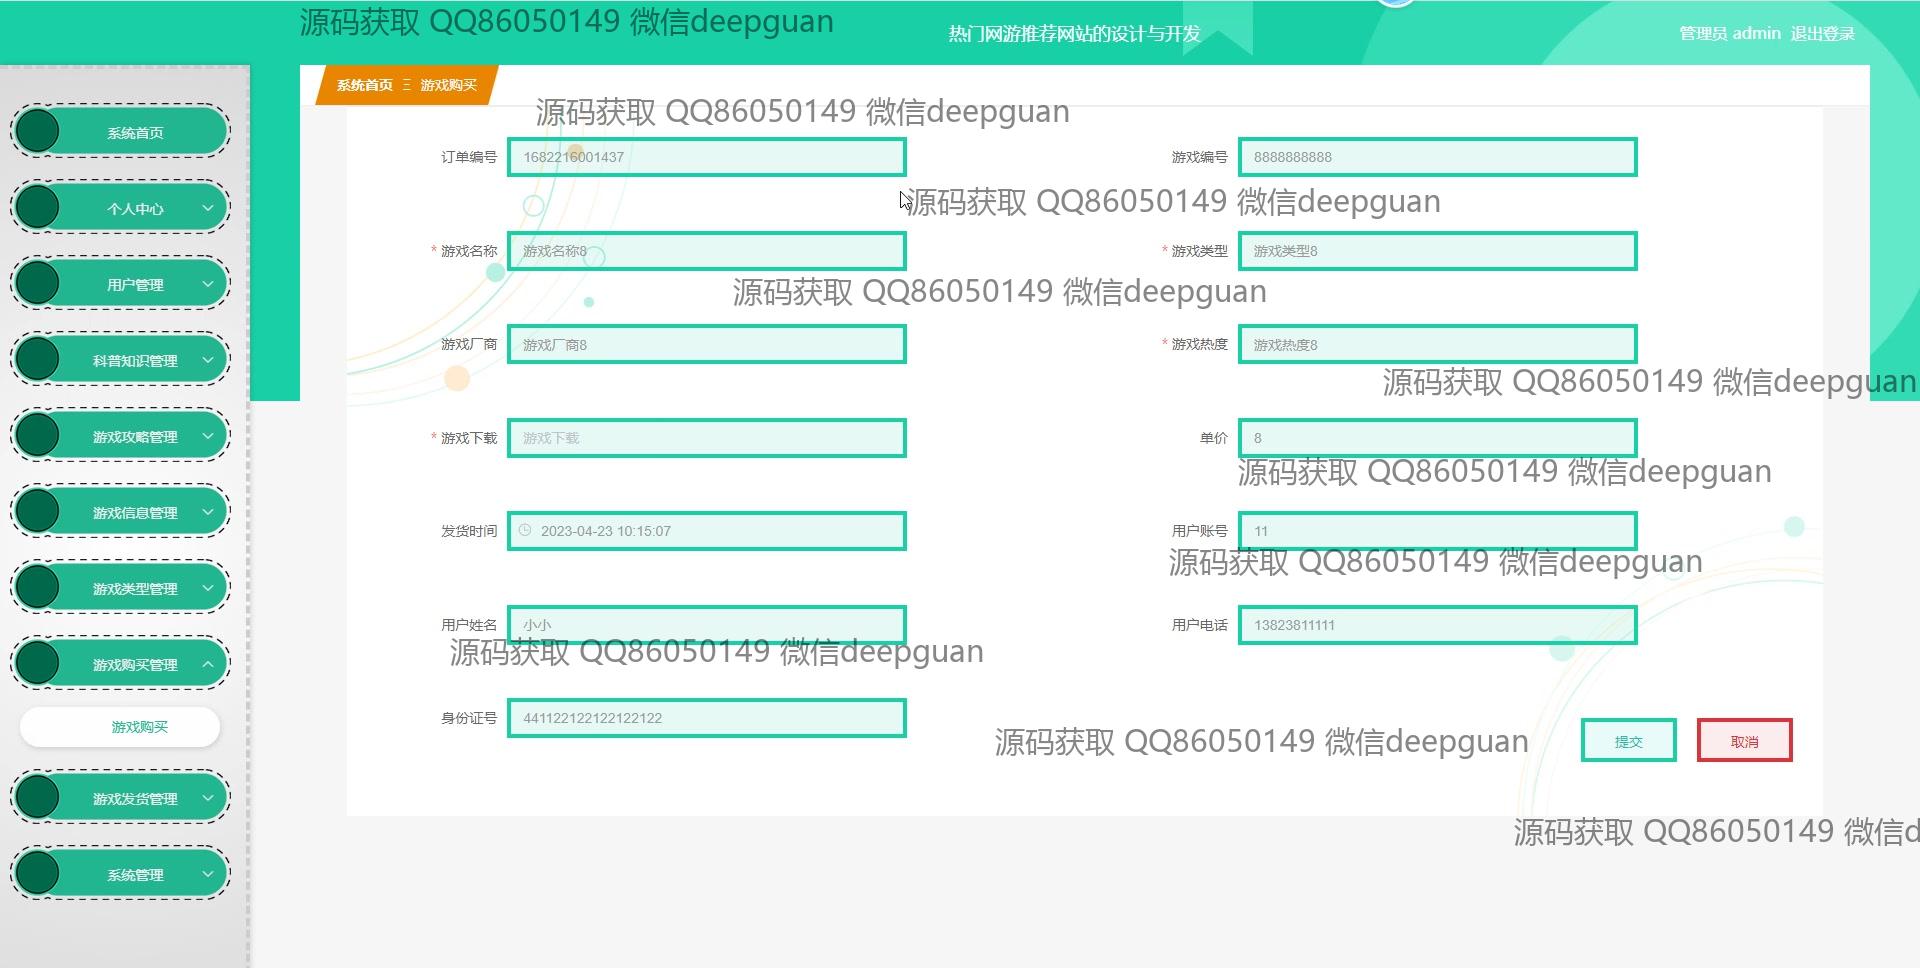 源码获取 QQ86050149 微信deepguan
热门网游推荐网站的设计与开发
管理员 admin 退出登录
系统首页 Ξ 游戏购买
源码获取 QQ86050149 微信deepguan
系统首页
个人中心
用户管理
科普知识管理
游戏攻略管理
游戏信息管理
游戏类型管理
游戏购买管理
游戏购买
游戏发货管理
系统管理
订单编号 1682216001437
游戏编号 8888888888
源码获取 QQ86050149 微信deepguan
* 游戏名称 游戏名称8
* 游戏类型 游戏类型8
源码获取 QQ86050149 微信deepguan
游戏厂商 游戏厂商8
* 游戏热度 游戏热度8
源码获取 QQ86050149 微信deepguan
* 游戏下载 游戏下载
单价 8
源码获取 QQ86050149 微信deepguan
发货时间 2023-04-23 10:15:07
用户账号 11
源码获取 QQ86050149 微信deepguan
用户姓名 小小
用户电话 13823811111
源码获取 QQ86050149 微信deepguan
身份证号 441122122122122122
源码获取 QQ86050149 微信deepguan
提交
取消
源码获取 QQ86050149 微信d